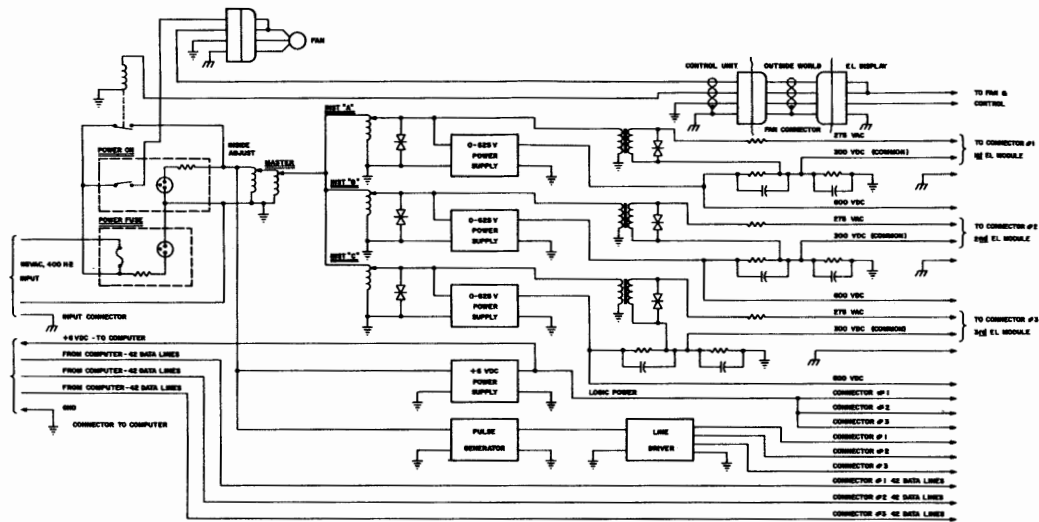 FAN
CONTROL UNIT
OUTSIDE WORLD
EL DISPLAY
TO FAN &
CONTROL
FAN CONNECTOR
INST "A"
POWER ON
INSIDE
ADJUST
MASTER
0-625 V
POWER
SUPPLY
275 VAC
300 VDC (COMMON)
TO CONNECTOR #1
1st EL MODULE
600 VDC
INST "B"
0-625 V
POWER
SUPPLY
275 VAC
300 VDC (COMMON)
TO CONNECTOR #2
2nd EL MODULE
POWER FUSE
115VAC, 400 HZ
INPUT
INST "C"
0-625 V
POWER
SUPPLY
600 VDC
275 VAC
300 VDC (COMMON)
TO CONNECTOR #3
3rd EL MODULE
INPUT CONNECTOR
+6 VDC - TO COMPUTER
FROM COMPUTER - 42 DATA LINES
FROM COMPUTER - 42 DATA LINES
FROM COMPUTER - 42 DATA LINES
GND
CONNECTOR TO COMPUTER
+6 VDC
POWER
SUPPLY
LOGIC POWER
600 VDC
CONNECTOR #1
CONNECTOR #2
CONNECTOR #3
PULSE
GENERATOR
LINE
DRIVER
CONNECTOR #1
CONNECTOR #2
CONNECTOR #3
CONNECTOR #1 42 DATA LINES
CONNECTOR #2 42 DATA LINES
CONNECTOR #3 42 DATA LINES